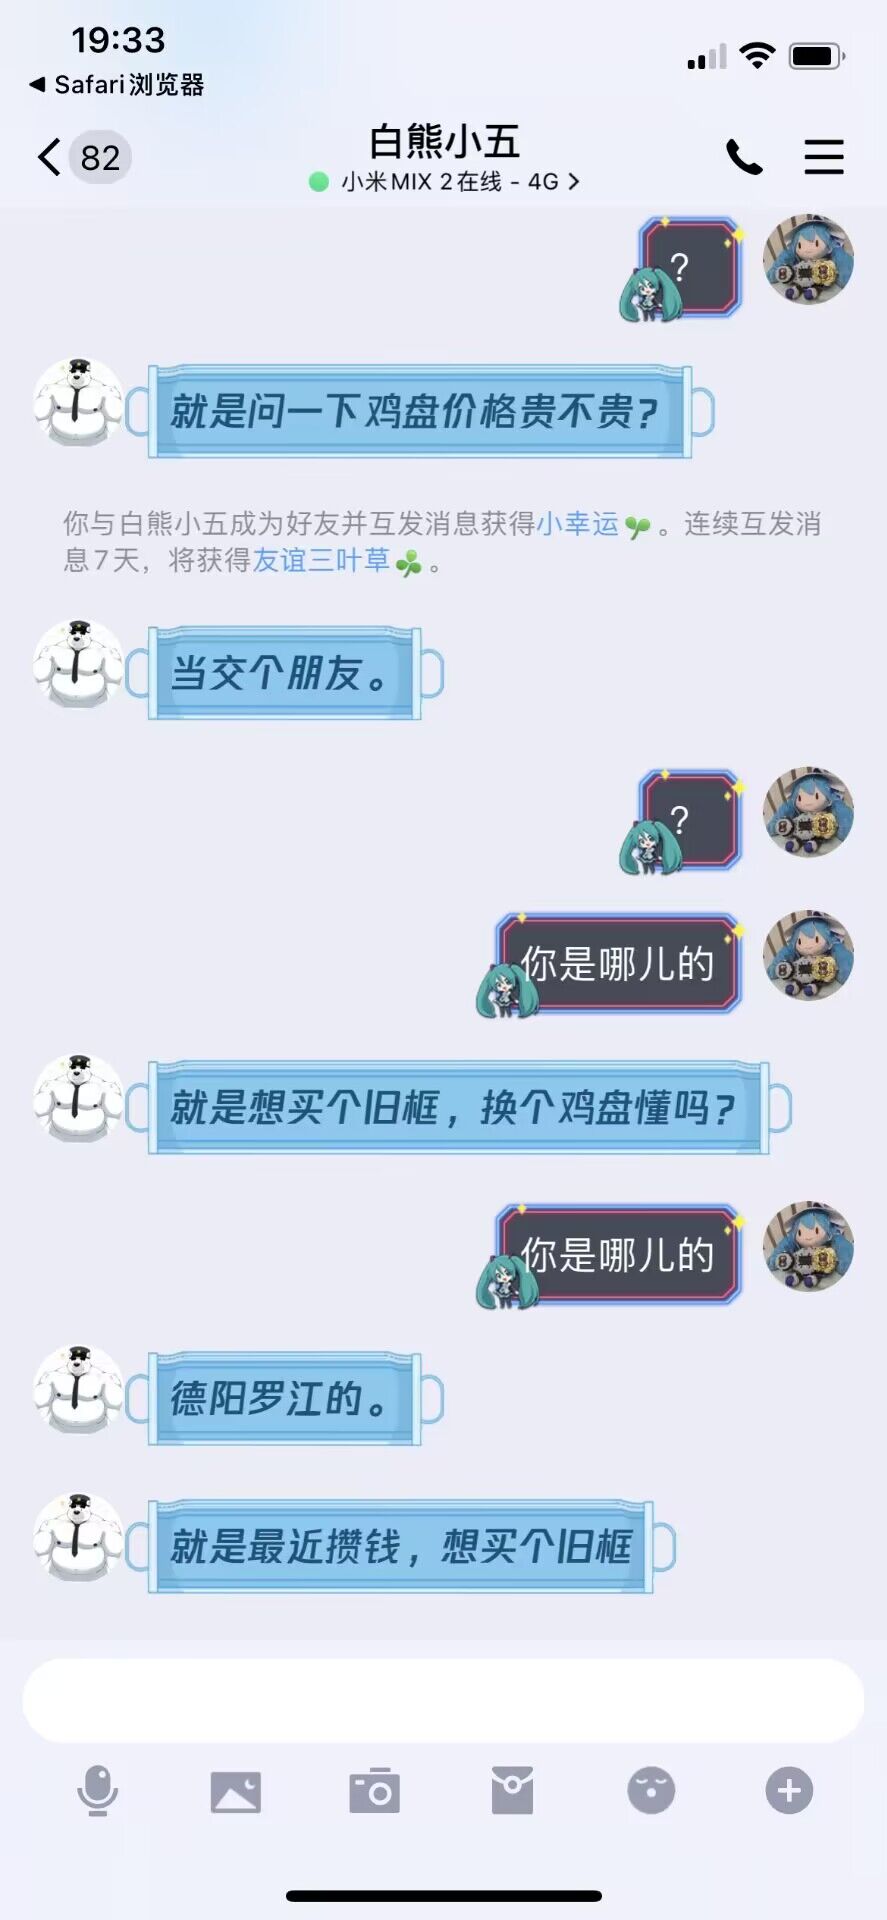 19:33
Safari浏览器
82
白熊小五
小米MIX 2在线 - 4G
?
就是问一下鸡盘价格贵不贵？
你与白熊小五成为好友并互发消息获得小幸运。连续互发消
息7天，将获得友谊三叶草。
当交个朋友。
?
你是哪儿的
就是想买个旧框，换个鸡盘懂吗？
你是哪儿的
德阳罗江的。
就是最近攒钱，想买个旧框